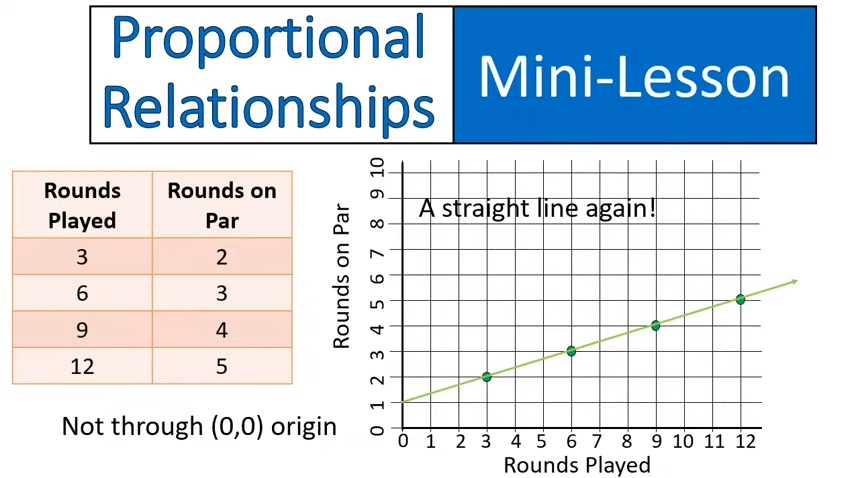 Proportional
Relationships
Mini-Lesson
Rounds Played
Rounds on Par
3 2
6 3
9 4
12 5
Not through (0,0) origin
A straight line again!
Rounds on Par
10
9
8
7
6
5
4
3
2
1
0
0 1 2 3 4 5 6 7 8 9 10 11 12
Rounds Played